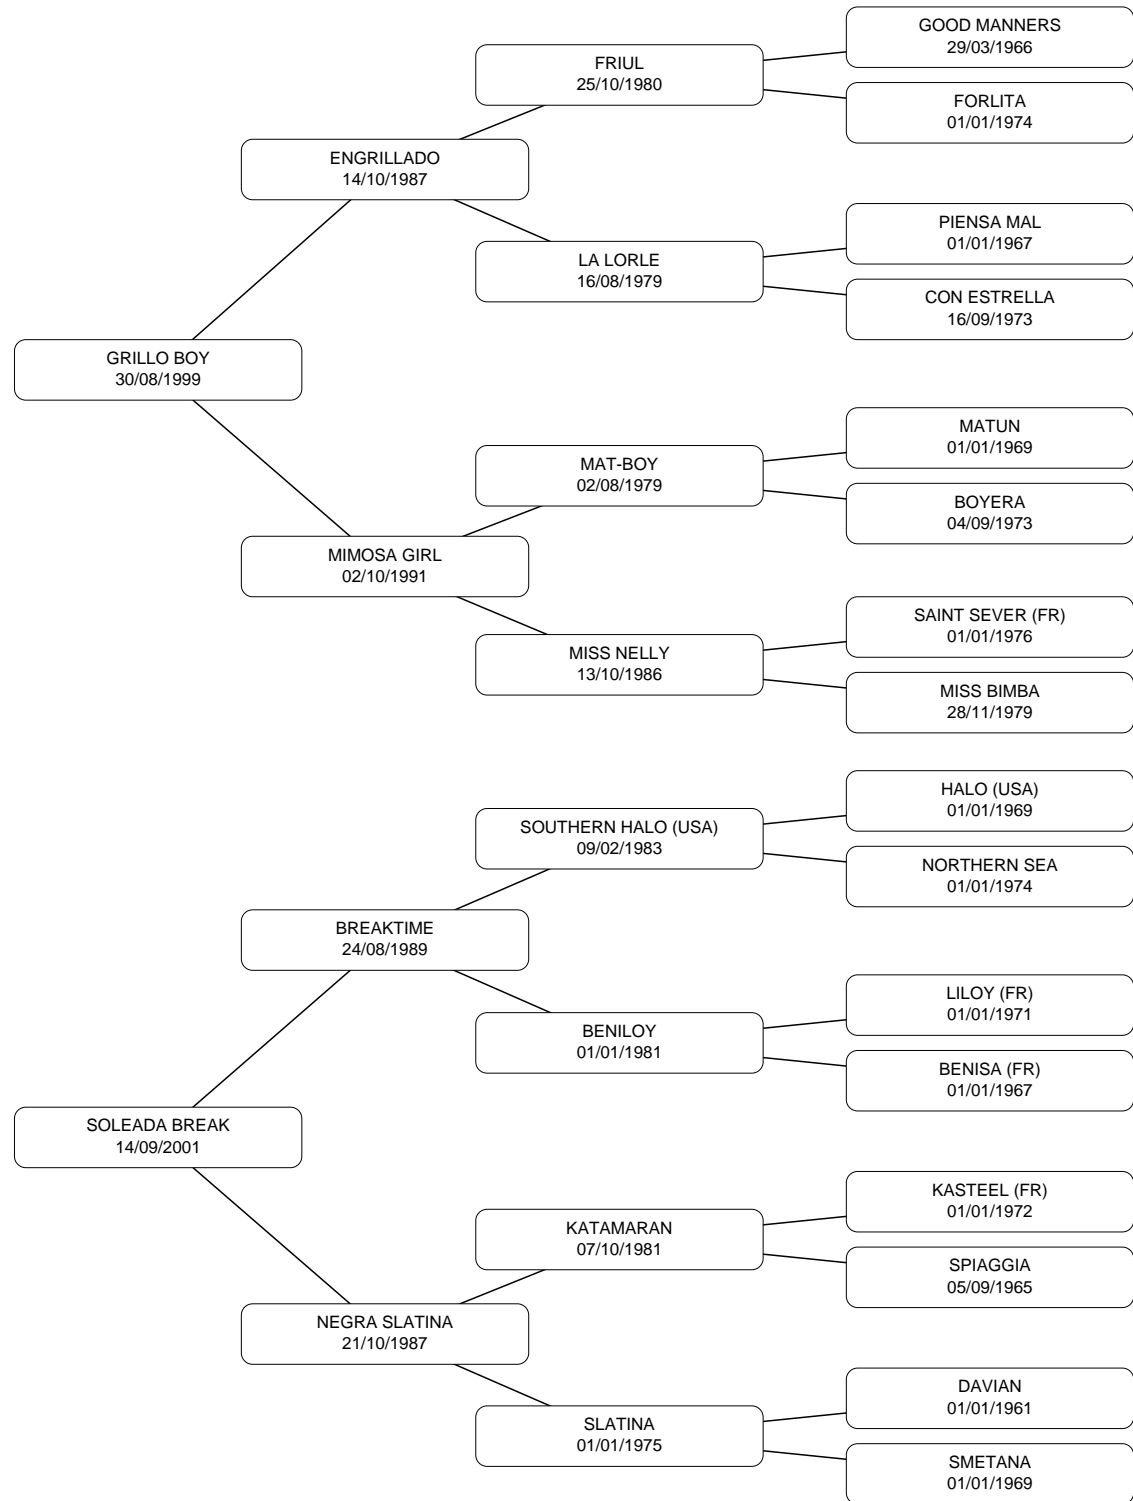 GOOD MANNERS
29/03/1966
FRIUL
25/10/1980
FORLITA
01/01/1974
ENGRILLADO
14/10/1987
PIENSA MAL
01/01/1967
LA LORLE
16/08/1979
CON ESTRELLA
16/09/1973
GRILLO BOY
30/08/1999
MATUN
01/01/1969
MAT-BOY
02/08/1979
BOYERA
04/09/1973
MIMOSA GIRL
02/10/1991
SAINT SEVER (FR)
01/01/1976
MISS NELLY
13/10/1986
MISS BIMBA
28/11/1979
HALO (USA)
01/01/1969
SOUTHERN HALO (USA)
09/02/1983
NORTHERN SEA
01/01/1974
BREAKTIME
24/08/1989
LILOY (FR)
01/01/1971
BENILOY
01/01/1981
BENISA (FR)
01/01/1967
SOLEADA BREAK
14/09/2001
KASTEEL (FR)
01/01/1972
KATAMARAN
07/10/1981
SPIAGGIA
05/09/1965
NEGRA SLATINA
21/10/1987
DAVIAN
01/01/1961
SLATINA
01/01/1975
SMETANA
01/01/1969